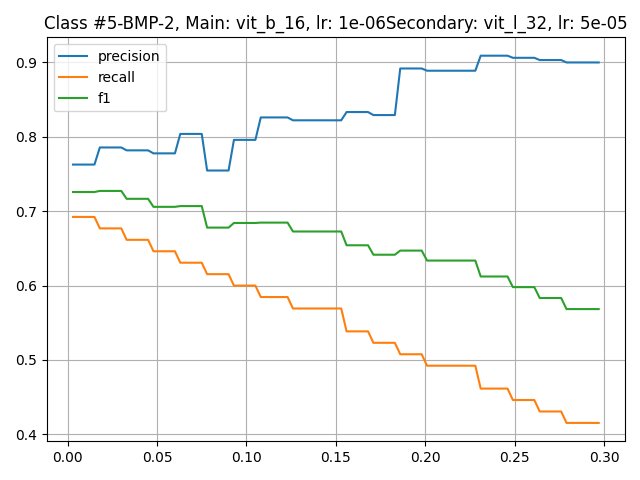 Class #5-BMP-2, Main: vit_b_16, lr: 1e-06Secondary: vit_l_32, lr: 5e-05
precision
recall
f1
0.9
0.8
0.7
0.6
0.5
0.4
0.00 0.05 0.10 0.15 0.20 0.25 0.30